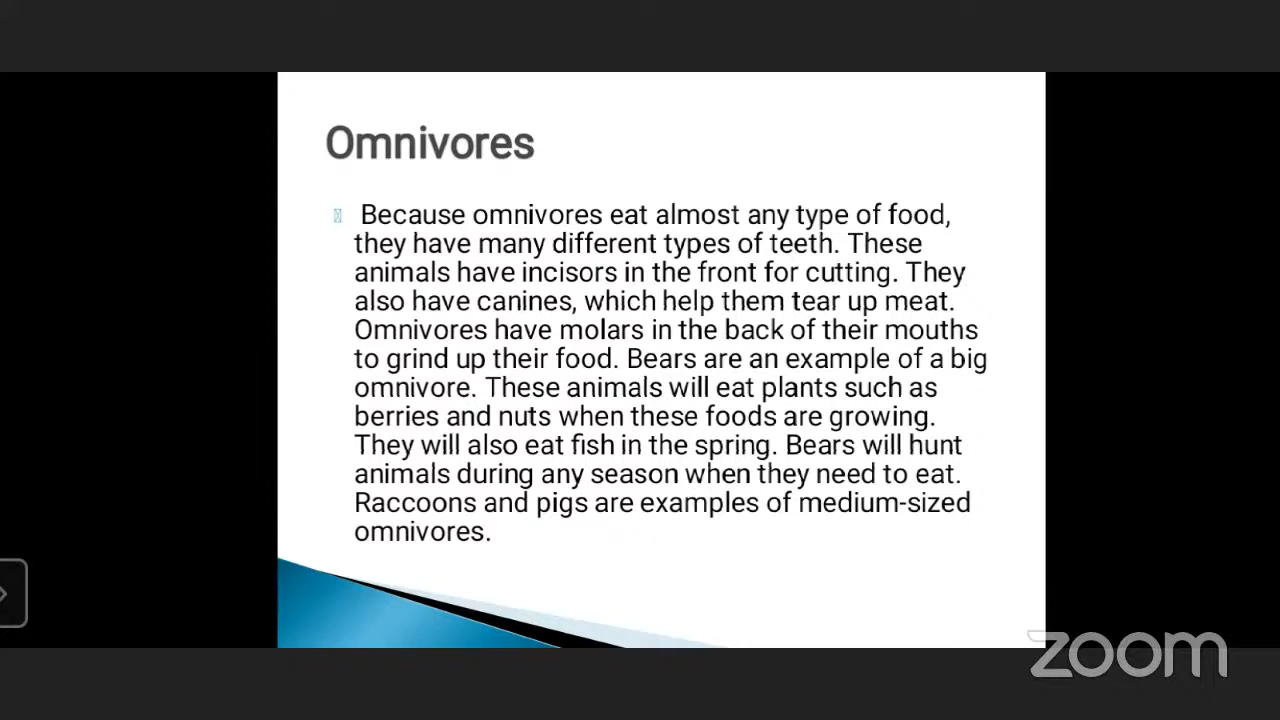 Omnivores
Because omnivores eat almost any type of food,
they have many different types of teeth. These
animals have incisors in the front for cutting. They
also have canines, which help them tear up meat.
Omnivores have molars in the back of their mouths
to grind up their food. Bears are an example of a big
omnivore. These animals will eat plants such as
berries and nuts when these foods are growing.
They will also eat fish in the spring. Bears will hunt
animals during any season when they need to eat.
Raccoons and pigs are examples of medium-sized
omnivores.
zoom